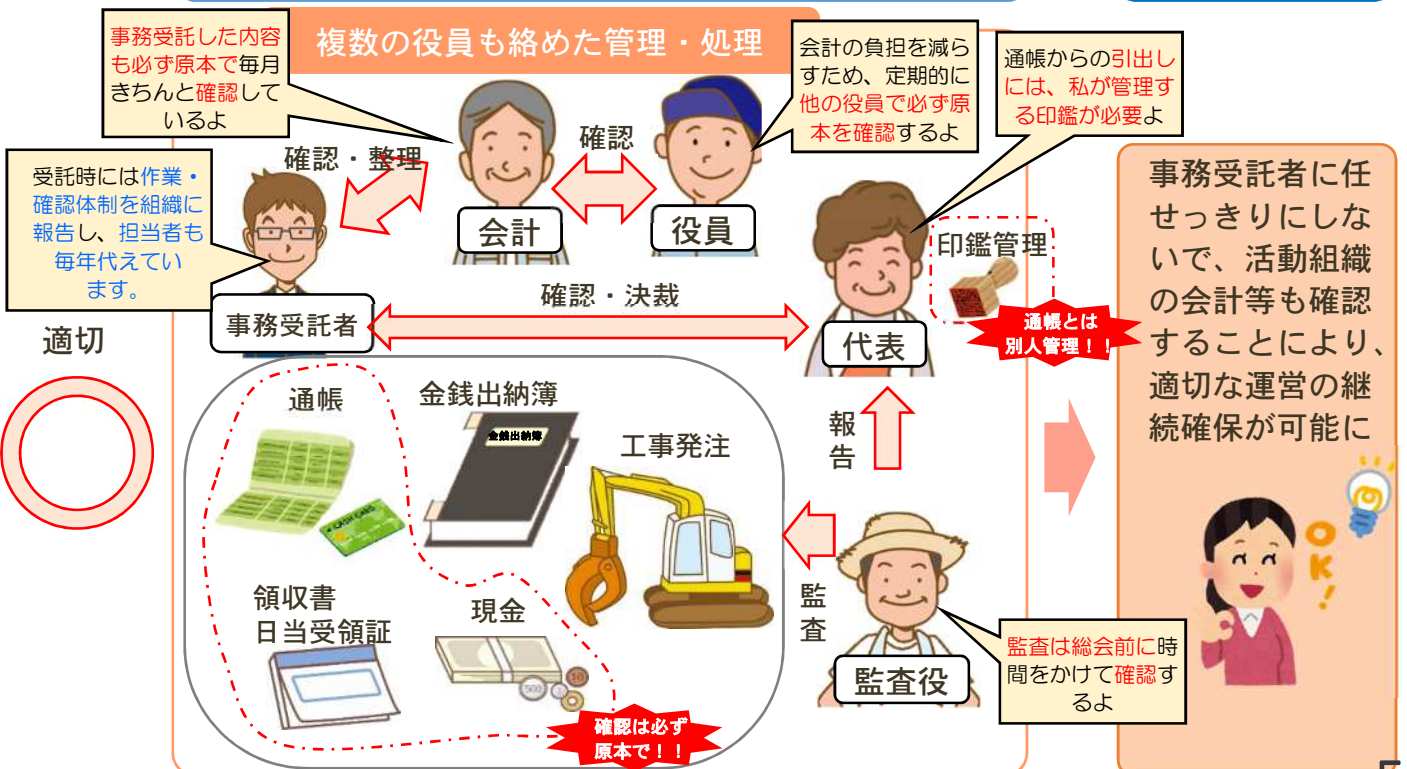 複数の役員も絡めた管理・処理
事務受託した内容
も必ず原本で毎月
きちんと確認して
いるよ
会計の負担を減ら
すため、定期的に
他の役員で必ず原
本を確認するよ
通帳からの引出し
には、私が管理す
る印鑑が必要よ
受託時には作業・
確認体制を組織に
報告し、担当者も
毎年代えてい
ます。
確認・整理
確認
会計
役員
印鑑管理
事務受託者
確認・決裁
代表
通帳とは
別人管理！！
適切
通帳
金銭出納簿
金銭出納簿
工事発注
CASH CARD
報
告
領収書
日当受領証
現金
500
10
監
査
監査役
監査は総会前に時
間をかけて確認す
るよ
確認は必ず
原本で！！
事務受託者に任
せっきりにしな
いで、活動組織
の会計等も確認
することにより、
適切な運営の継
続確保が可能に
OK!